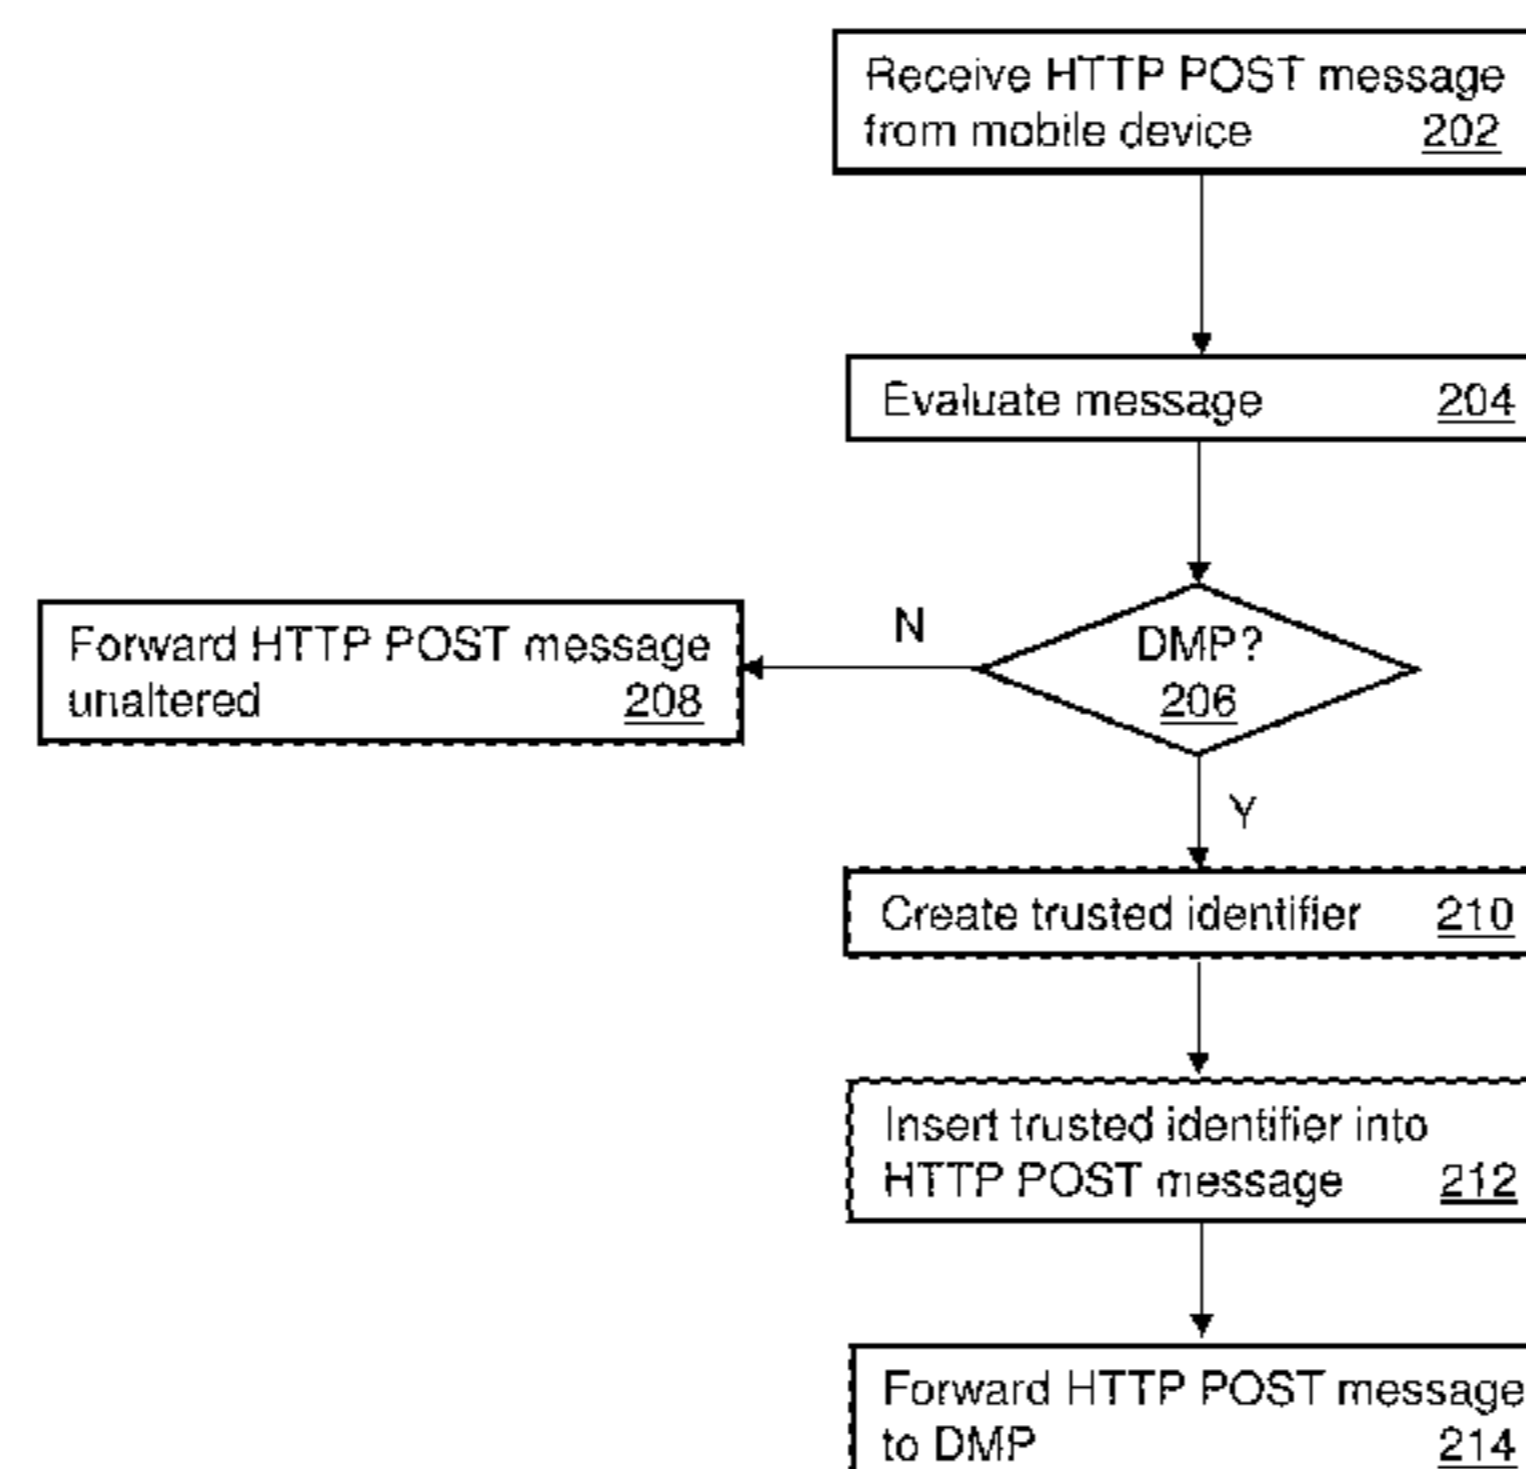 Receive HTTP POST message
from mobile device 202
Evaluate message 204
DMP?
206
N
Forward HTTP POST message
unaltered 208
Y
Create trusted identifier 210
Insert trusted identifier into
HTTP POST message 212
Forward HTTP POST message
to DMP 214